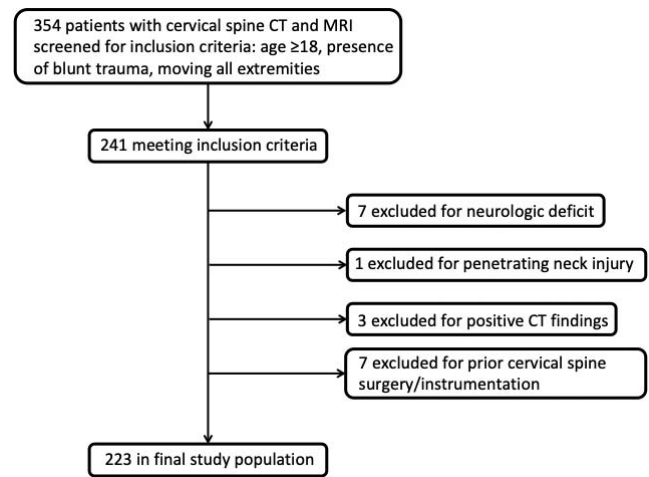 354 patients with cervical spine CT and MRI
screened for inclusion criteria: age ≥18, presence
of blunt trauma, moving all extremities
241 meeting inclusion criteria
7 excluded for neurologic deficit
1 excluded for penetrating neck injury
3 excluded for positive CT findings
7 excluded for prior cervical spine
surgery/instrumentation
223 in final study population